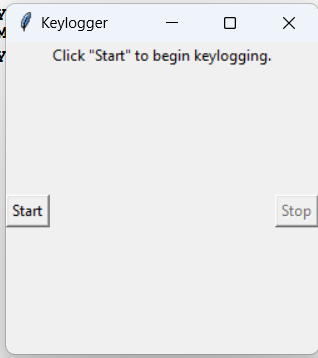 Y
M
Y
Keylogger
Click "Start" to begin keylogging.
Start
Stop